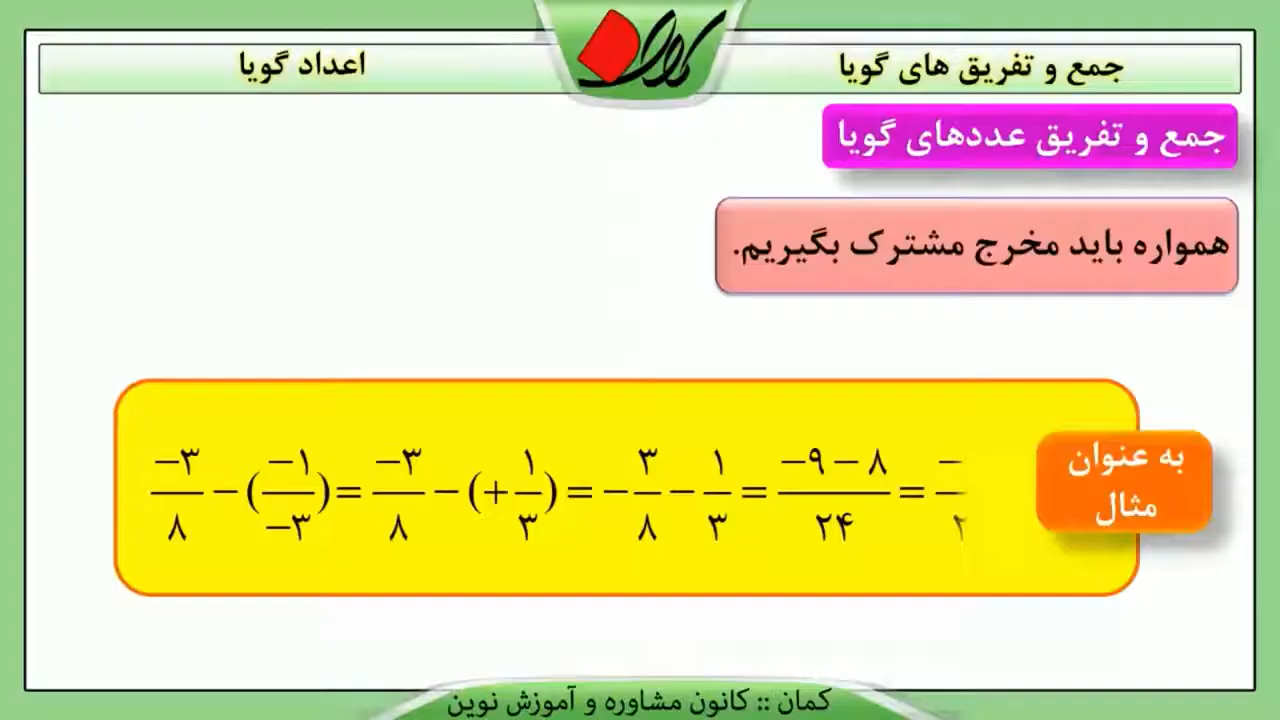 جمع و تفریق های گویا
اعداد گویا
کمان
جمع و تفریق عددهای گویا
همواره باید مخرج مشترک بگیریم.
به عنوان
مثال
−۳/۸ − (−۱/−۳) = −۳/۸ − (+۱/۳) = −۳/۸ − ۱/۳ = (−۹ − ۸)/۲۴ = −
کمان :: کانون مشاوره و آموزش نوین